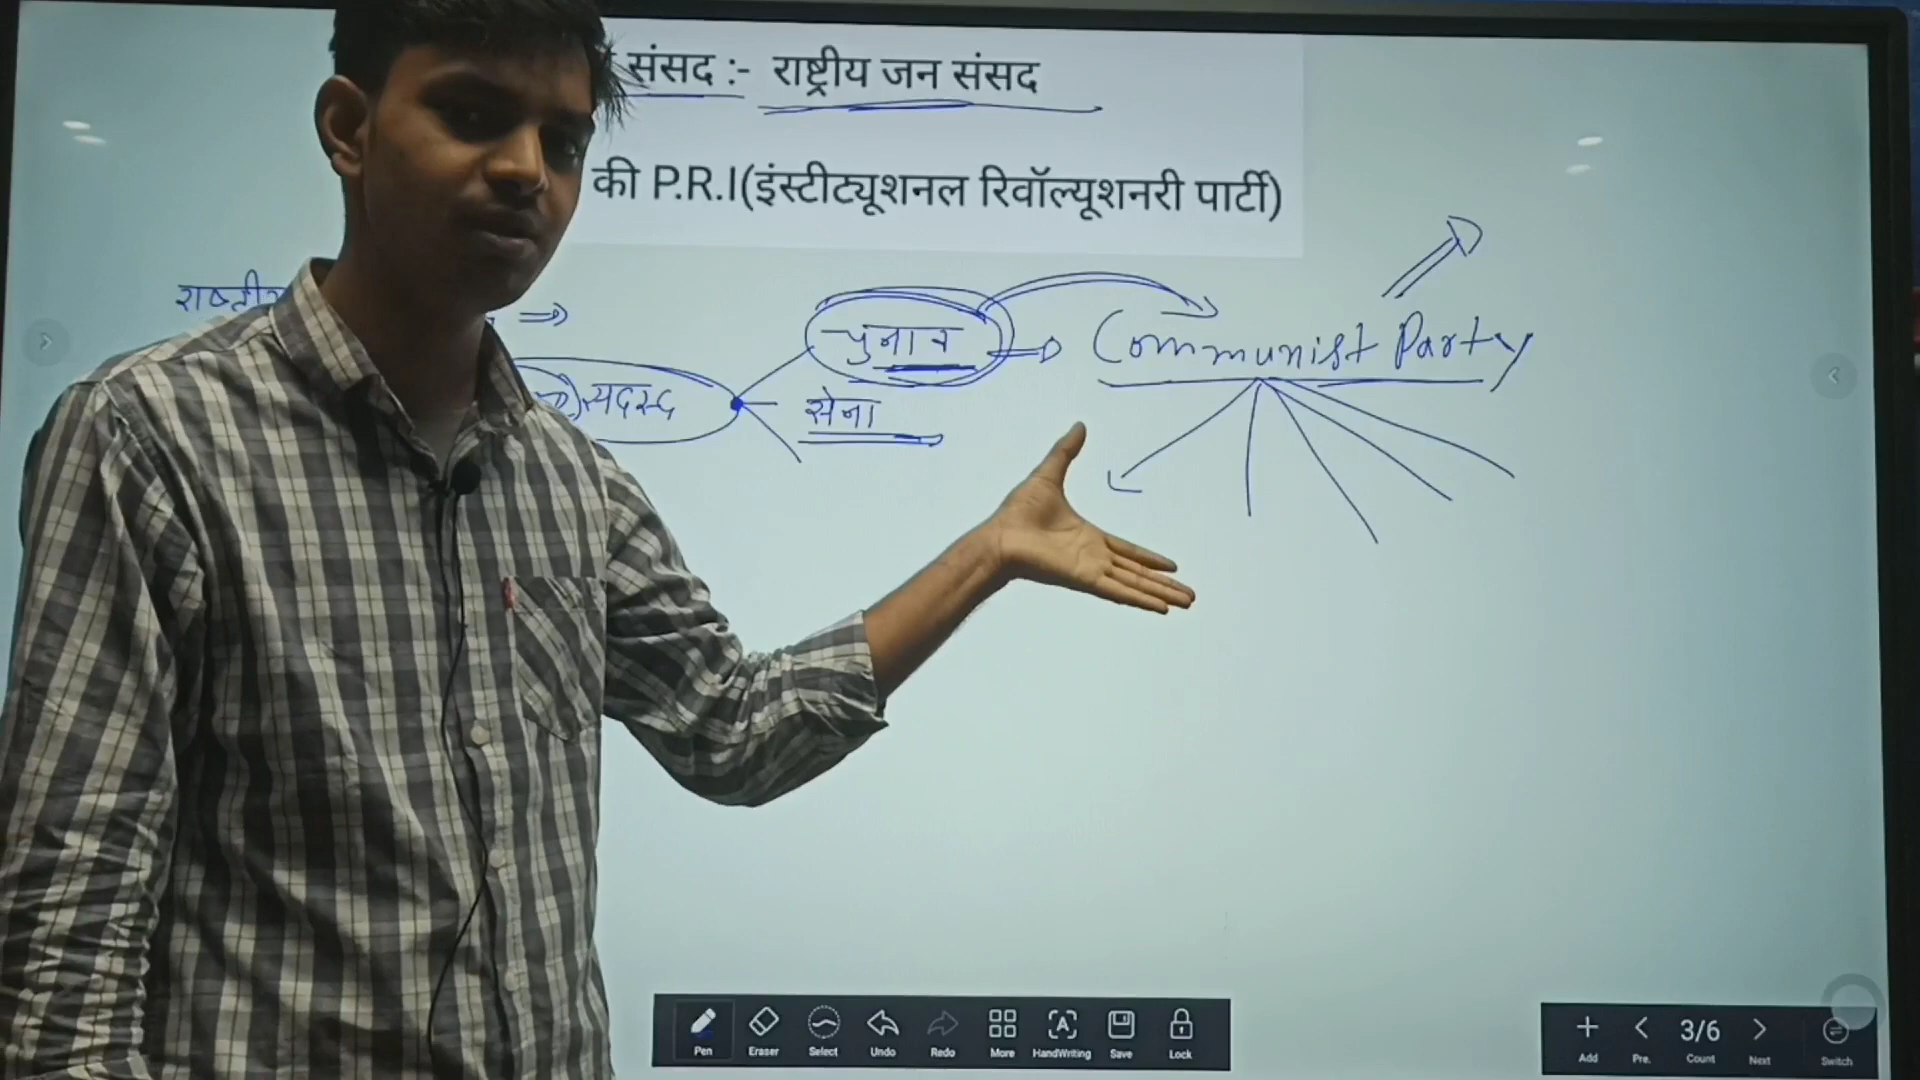 संसद :- राष्ट्रीय जन संसद
की P.R.I(इंस्टीट्यूशनल रिवॉल्यूशनरी पार्टी)
चुनाव
Communist Party
सेना
Pen Eraser Select Undo Redo More HandWriting Save Lock
3/6
Add Pre. Count Next Switch